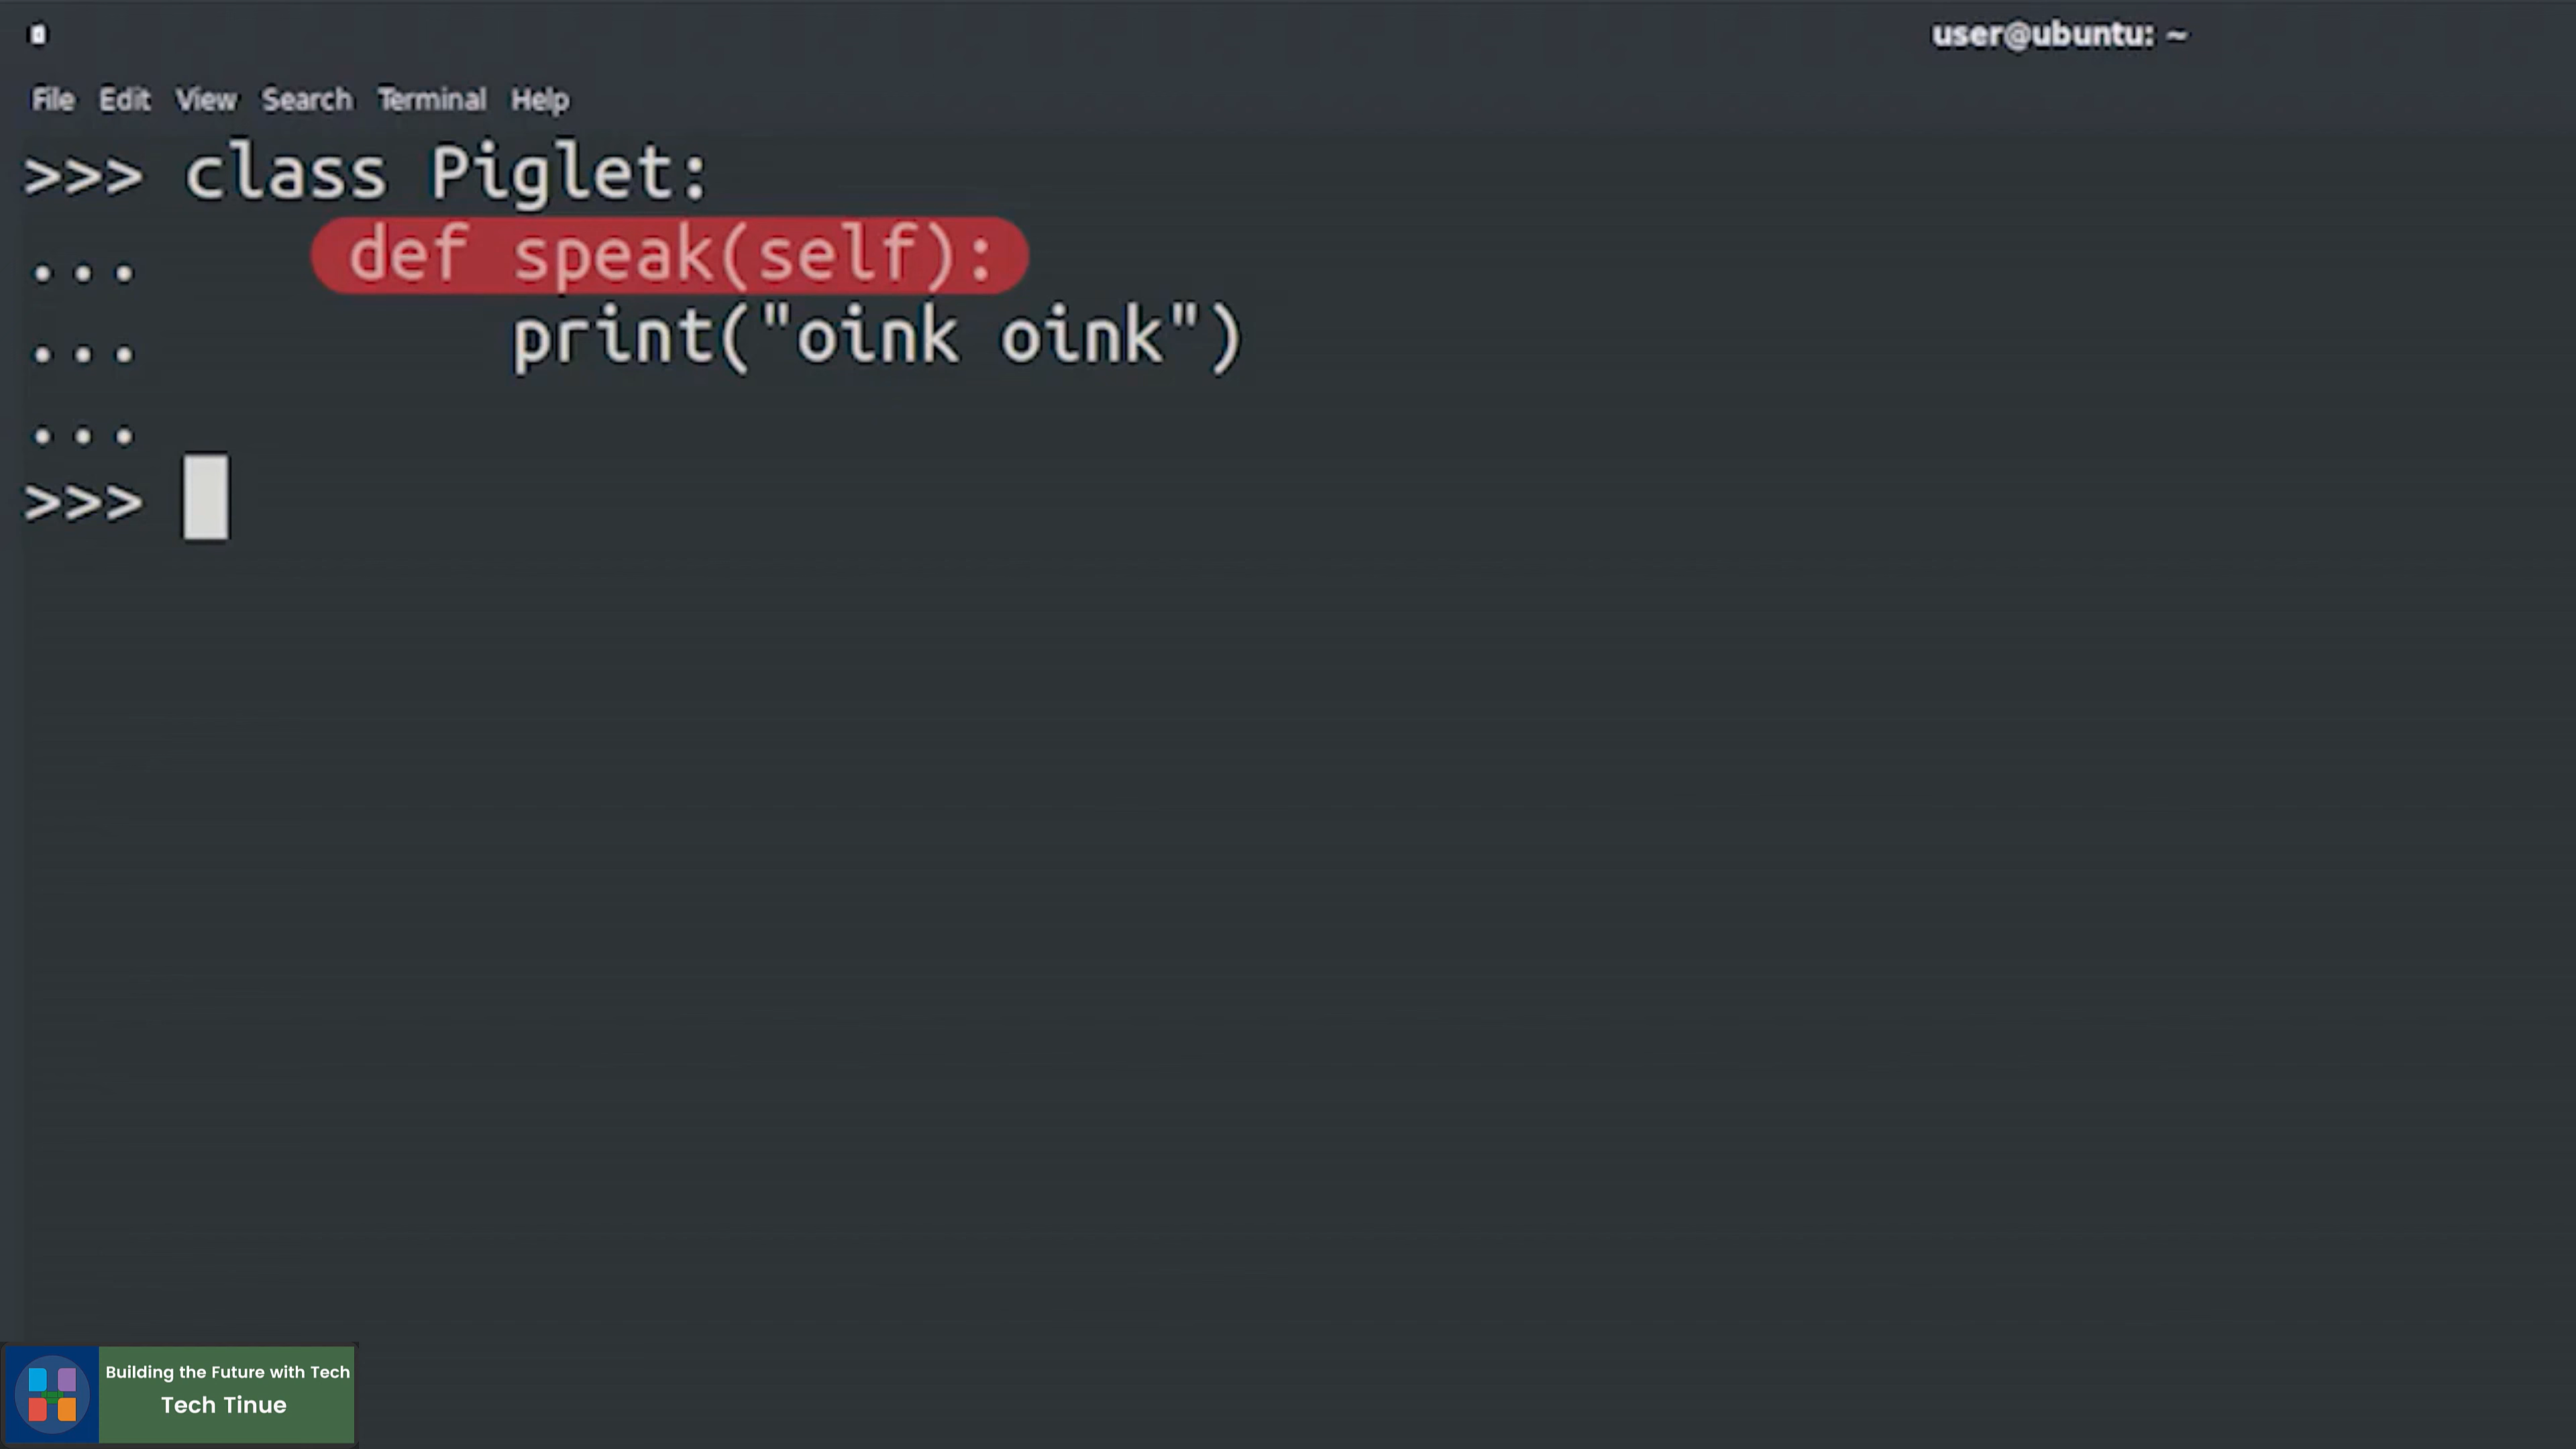 user@ubuntu: ~
File Edit View Search Terminal Help
>>> class Piglet:
...     def speak(self):
...         print("oink oink")
...
>>>
Building the Future with Tech
Tech Tinue